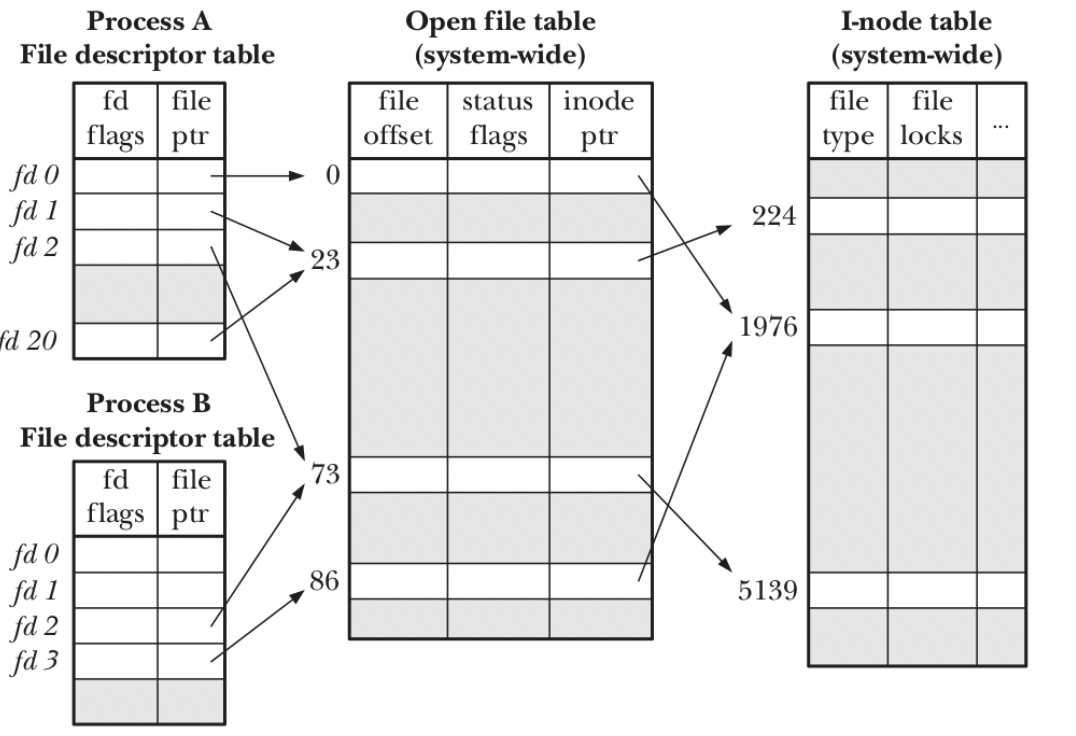 Process A
File descriptor table
fd
flags
file
ptr
fd 0
fd 1
fd 2
fd 20
Process B
File descriptor table
fd
flags
file
ptr
fd 0
fd 1
fd 2
fd 3
Open file table
(system-wide)
file
offset
status
flags
inode
ptr
0
23
73
86
I-node table
(system-wide)
file
type
file
locks
...
224
1976
5139